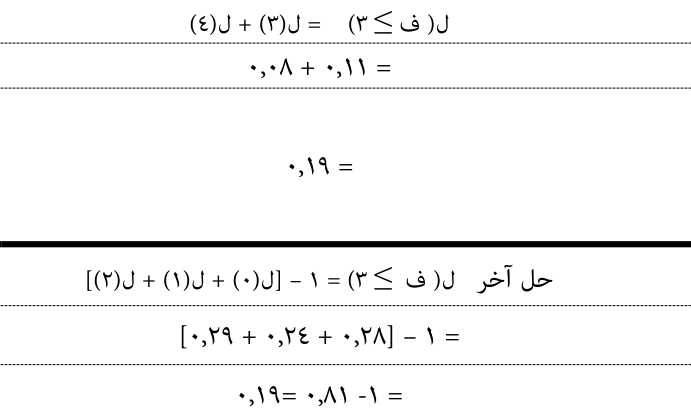 ل( ف ≥ ٣) = ل(٣) + ل(٤)
= ٠,١١ + ٠,٠٨
= ٠,١٩
حل آخر ل( ف ≥ ٣) = ١ – [ل(٠) + ل(١) + ل(٢)]
= ١ – [٠,٢٨ + ٠,٢٤ + ٠,٢٩]
= ١- ٠,٨١ =٠,١٩